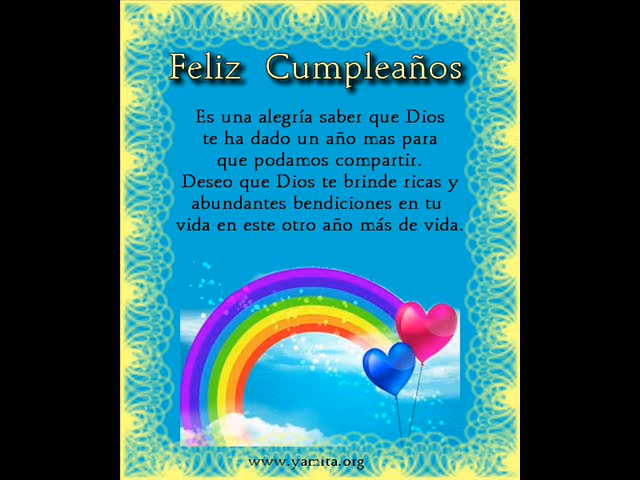 Feliz Cumpleaños
Es una alegría saber que Dios
te ha dado un año mas para
que podamos compartir.
Deseo que Dios te brinde ricas y
abundantes bendiciones en tu
vida en este otro año más de vida.
www.yamita.org